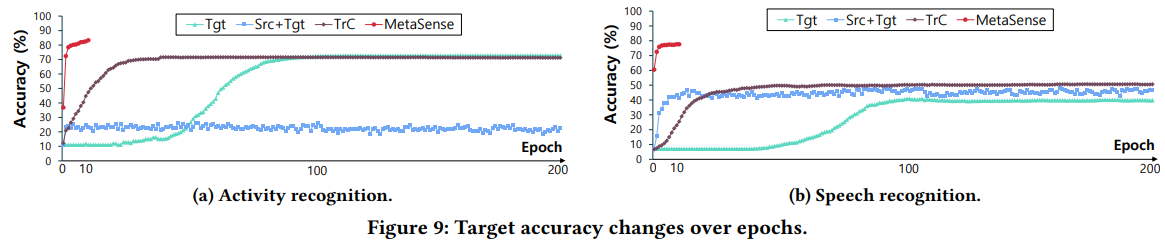 Tgt Src+Tgt TrC MetaSense
Accuracy (%)
100
90
80
70
60
50
40
30
20
10
0
0 10 100 200
Epoch
(a) Activity recognition.
Tgt Src+Tgt TrC MetaSense
Accuracy (%)
100
90
80
70
60
50
40
30
20
10
0
0 10 100 200
Epoch
(b) Speech recognition.
Figure 9: Target accuracy changes over epochs.